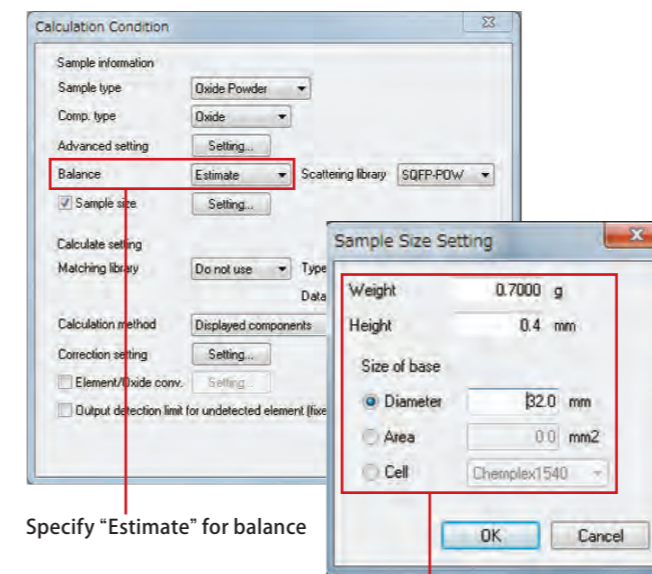 Calculation Condition
Sample information
Sample type Oxide Powder
Comp. type Oxide
Advanced setting Setting...
Balance Estimate Scattering library SQFP-POW
Sample size Setting...
Calculate setting
Matching library Do not use Type
Data
Calculation method Displayed components
Correction setting Setting...
Element/Oxide conv. Setting
Output detection limit for undetected element (fixe
Specify “Estimate” for balance
Sample Size Setting
Weight 0.7000 g
Height 0.4 mm
Size of base
Diameter 32.0 mm
Area 0.0 mm2
Cell Chemplex1540
OK Cancel